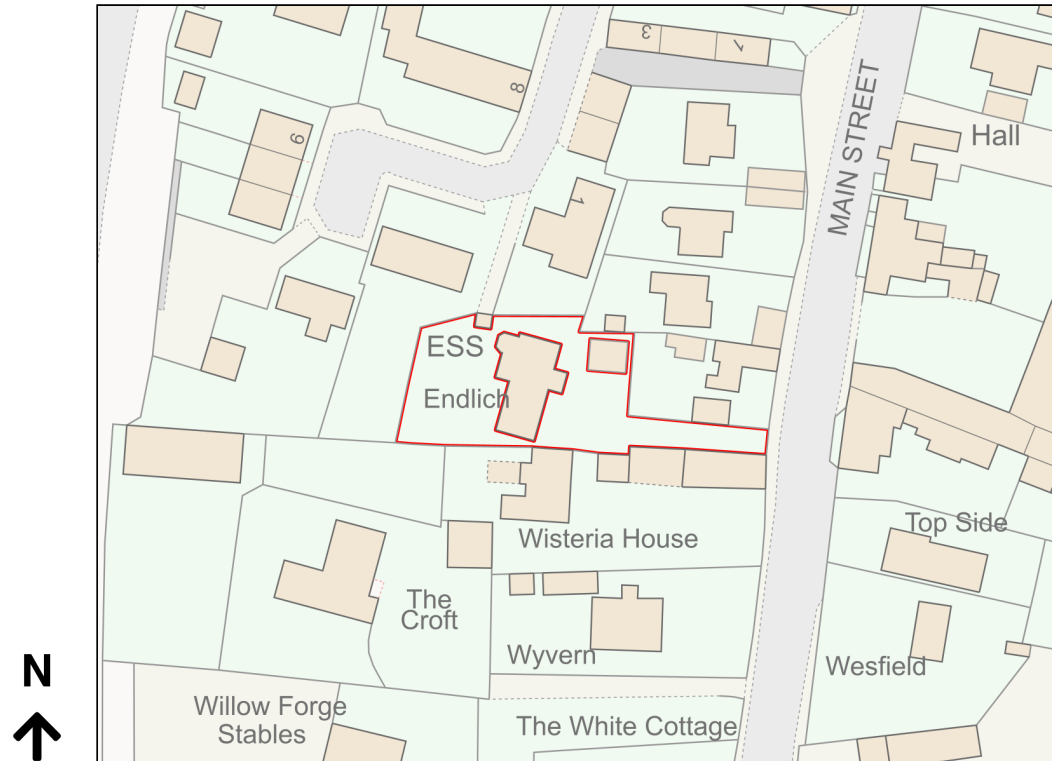 3
1
8
9
MAIN STREET
Hall
1
ESS
Endlich
Wisteria House
Top Side
The
Croft
Wyvern
Wesfield
N
Willow Forge
Stables
The White Cottage